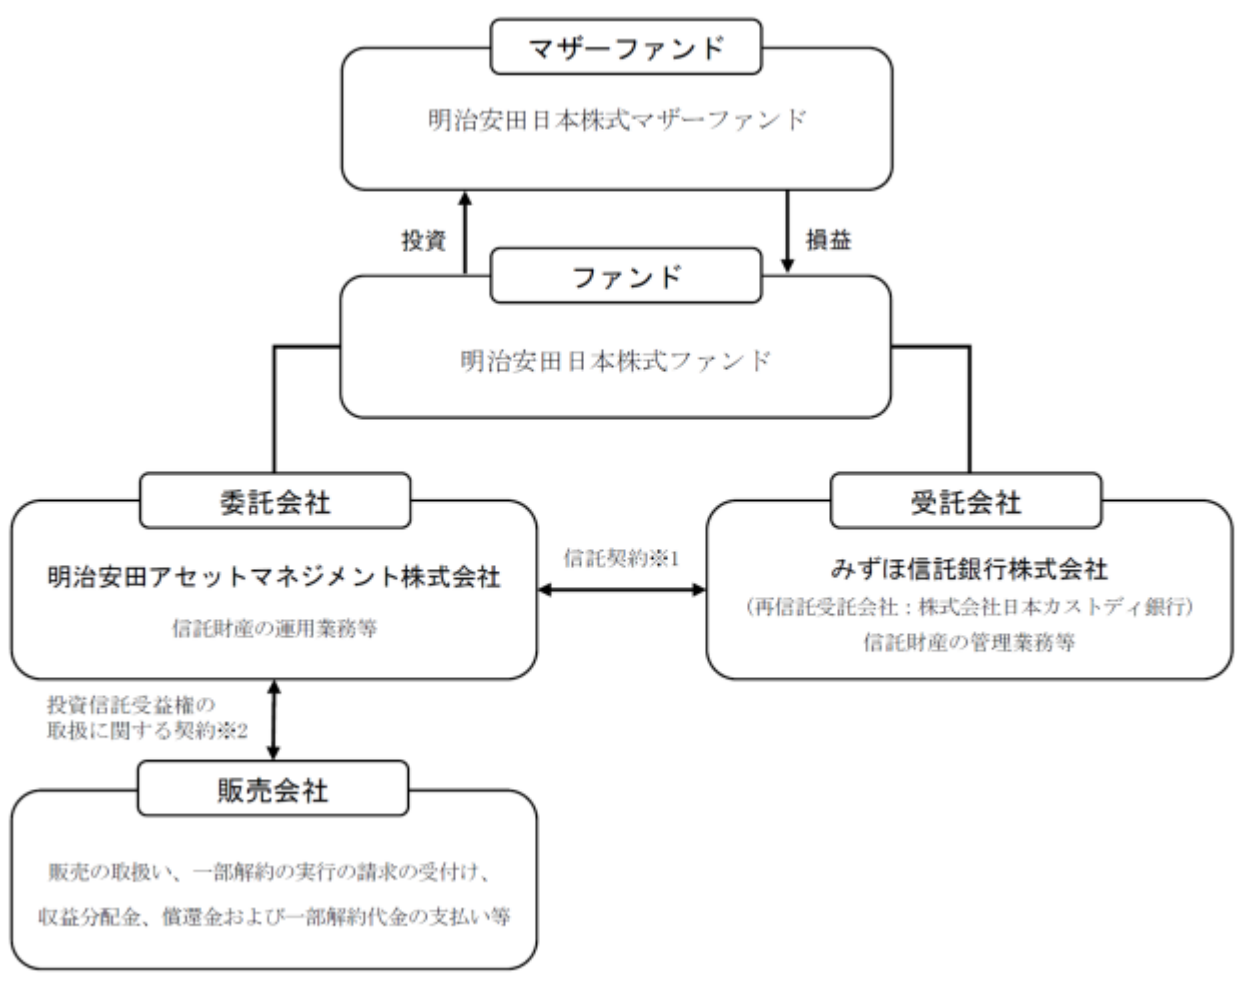 マザーファンド
明治安田日本株式マザーファンド
投資
損益
ファンド
明治安田日本株式ファンド
委託会社
明治安田アセットマネジメント株式会社
信託財産の運用業務等
信託契約※1
受託会社
みずほ信託銀行株式会社
（再信託受託会社：株式会社日本カストディ銀行）
信託財産の管理業務等
投資信託受益権の
取扱に関する契約※2
販売会社
販売の取扱い、一部解約の実行の請求の受付け、
収益分配金、償還金および一部解約代金の支払い等